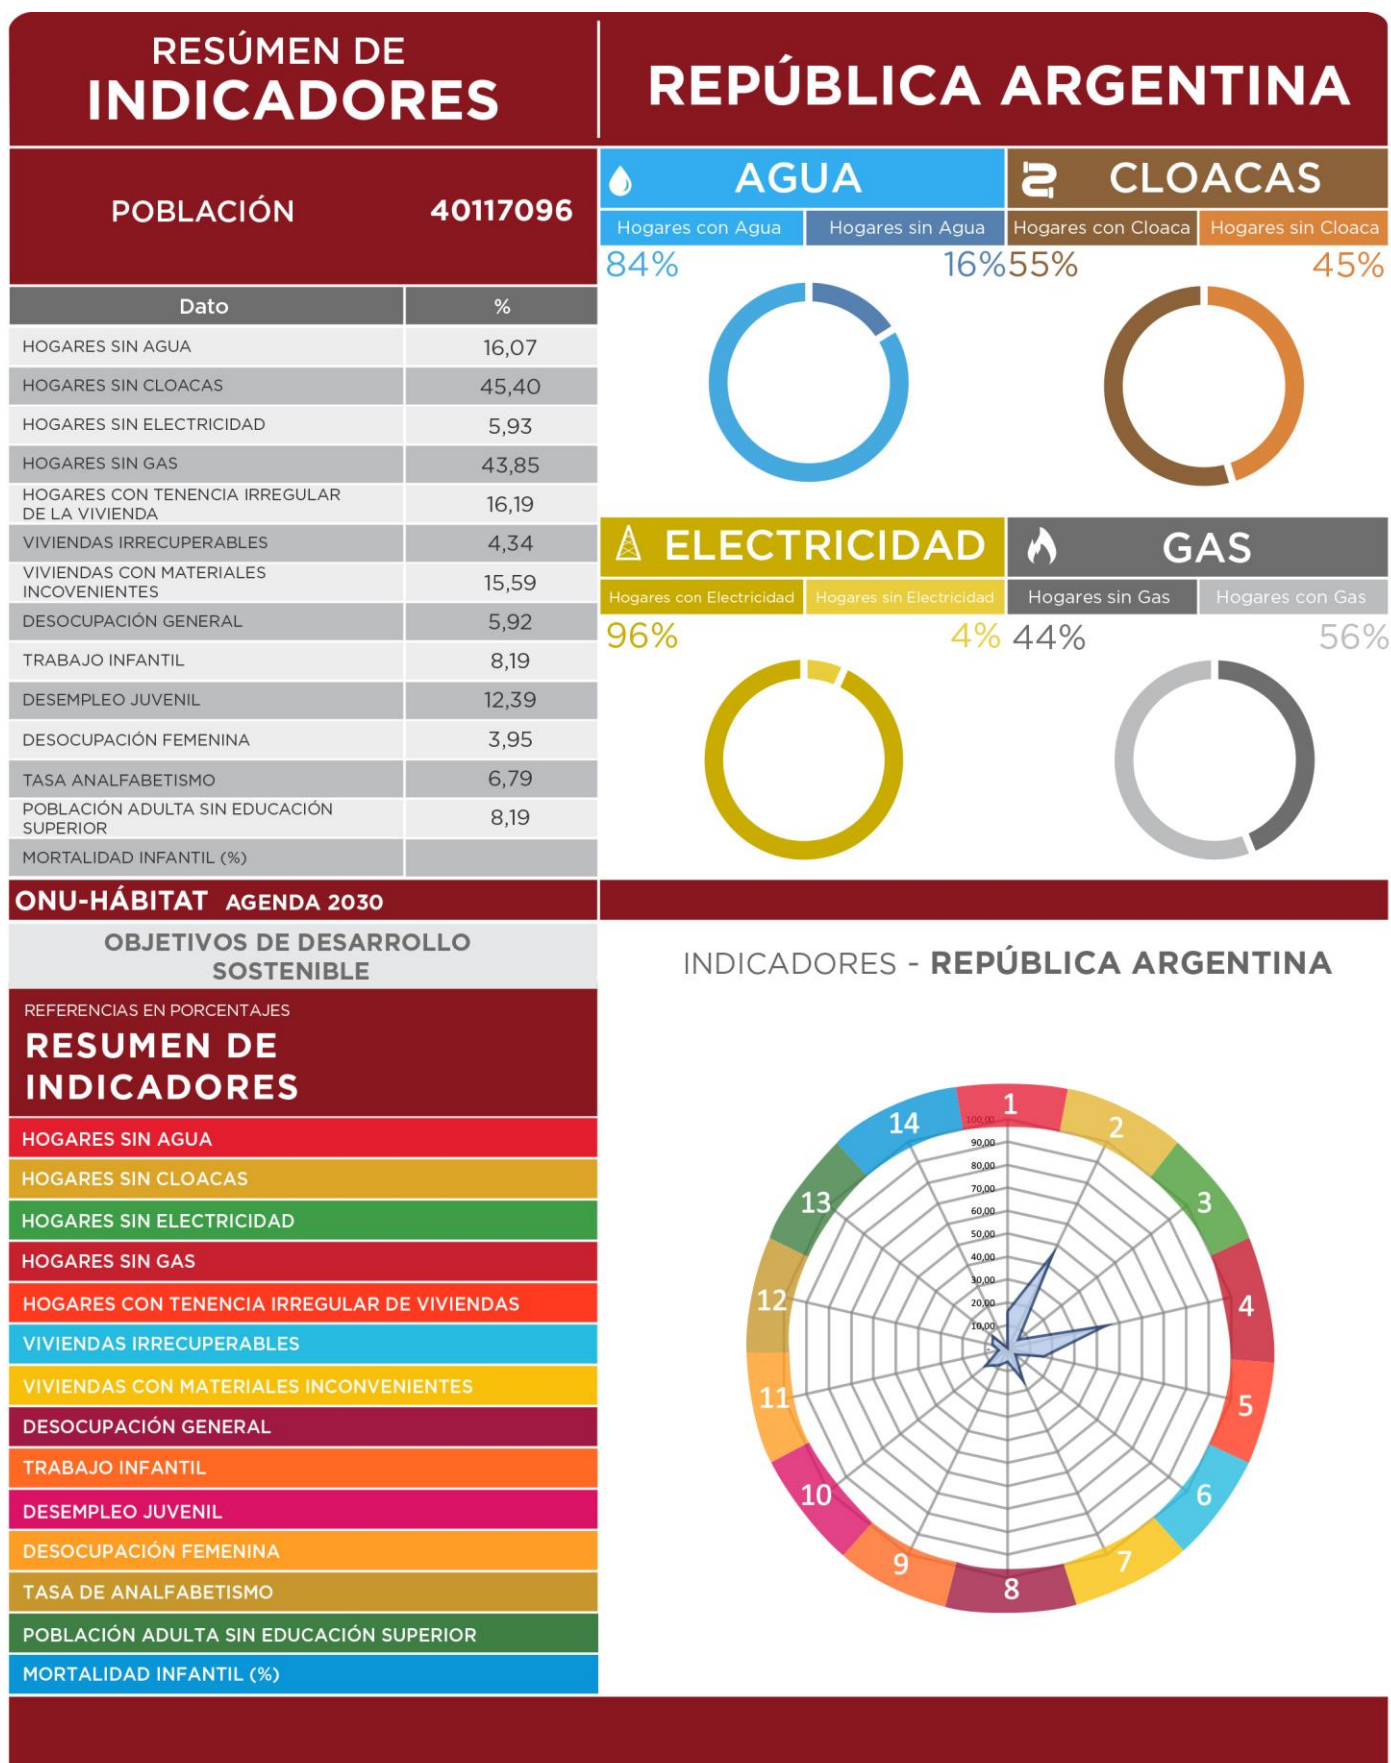 RESÚMEN DE
INDICADORES
REPÚBLICA ARGENTINA
POBLACIÓN 40117096
Dato %
HOGARES SIN AGUA 16,07
HOGARES SIN CLOACAS 45,40
HOGARES SIN ELECTRICIDAD 5,93
HOGARES SIN GAS 43,85
HOGARES CON TENENCIA IRREGULAR
DE LA VIVIENDA 16,19
VIVIENDAS IRRECUPERABLES 4,34
VIVIENDAS CON MATERIALES
INCOVENIENTES 15,59
DESOCUPACIÓN GENERAL 5,92
TRABAJO INFANTIL 8,19
DESEMPLEO JUVENIL 12,39
DESOCUPACIÓN FEMENINA 3,95
TASA ANALFABETISMO 6,79
POBLACIÓN ADULTA SIN EDUCACIÓN
SUPERIOR 8,19
MORTALIDAD INFANTIL (%)
AGUA
Hogares con Agua Hogares sin Agua
84% 16%
CLOACAS
Hogares con Cloaca Hogares sin Cloaca
55% 45%
ELECTRICIDAD
Hogares con Electricidad Hogares sin Electricidad
96% 4%
GAS
Hogares sin Gas Hogares con Gas
44% 56%
ONU-HÁBITAT AGENDA 2030
OBJETIVOS DE DESARROLLO
SOSTENIBLE
REFERENCIAS EN PORCENTAJES
RESUMEN DE
INDICADORES
HOGARES SIN AGUA
HOGARES SIN CLOACAS
HOGARES SIN ELECTRICIDAD
HOGARES SIN GAS
HOGARES CON TENENCIA IRREGULAR DE VIVIENDAS
VIVIENDAS IRRECUPERABLES
VIVIENDAS CON MATERIALES INCONVENIENTES
DESOCUPACIÓN GENERAL
TRABAJO INFANTIL
DESEMPLEO JUVENIL
DESOCUPACIÓN FEMENINA
TASA DE ANALFABETISMO
POBLACIÓN ADULTA SIN EDUCACIÓN SUPERIOR
MORTALIDAD INFANTIL (%)
INDICADORES - REPÚBLICA ARGENTINA
1
2
3
4
5
6
7
8
9
10
11
12
13
14
100,00
90,00
80,00
70,00
60,00
50,00
40,00
30,00
20,00
10,00
-